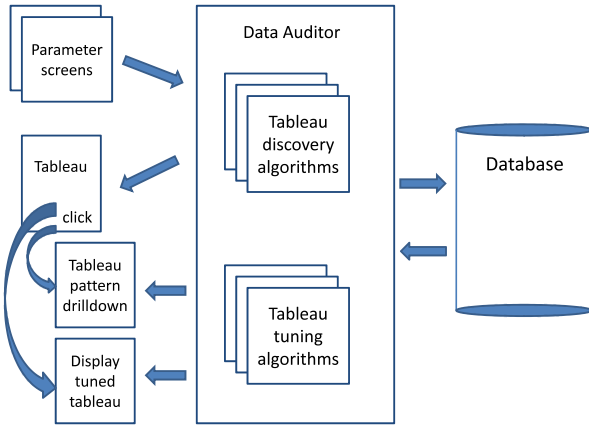 Parameter
screens
Data Auditor
Tableau
discovery
algorithms
Database
Tableau
click
Tableau
pattern
drilldown
Tableau
tuning
algorithms
Display
tuned
tableau